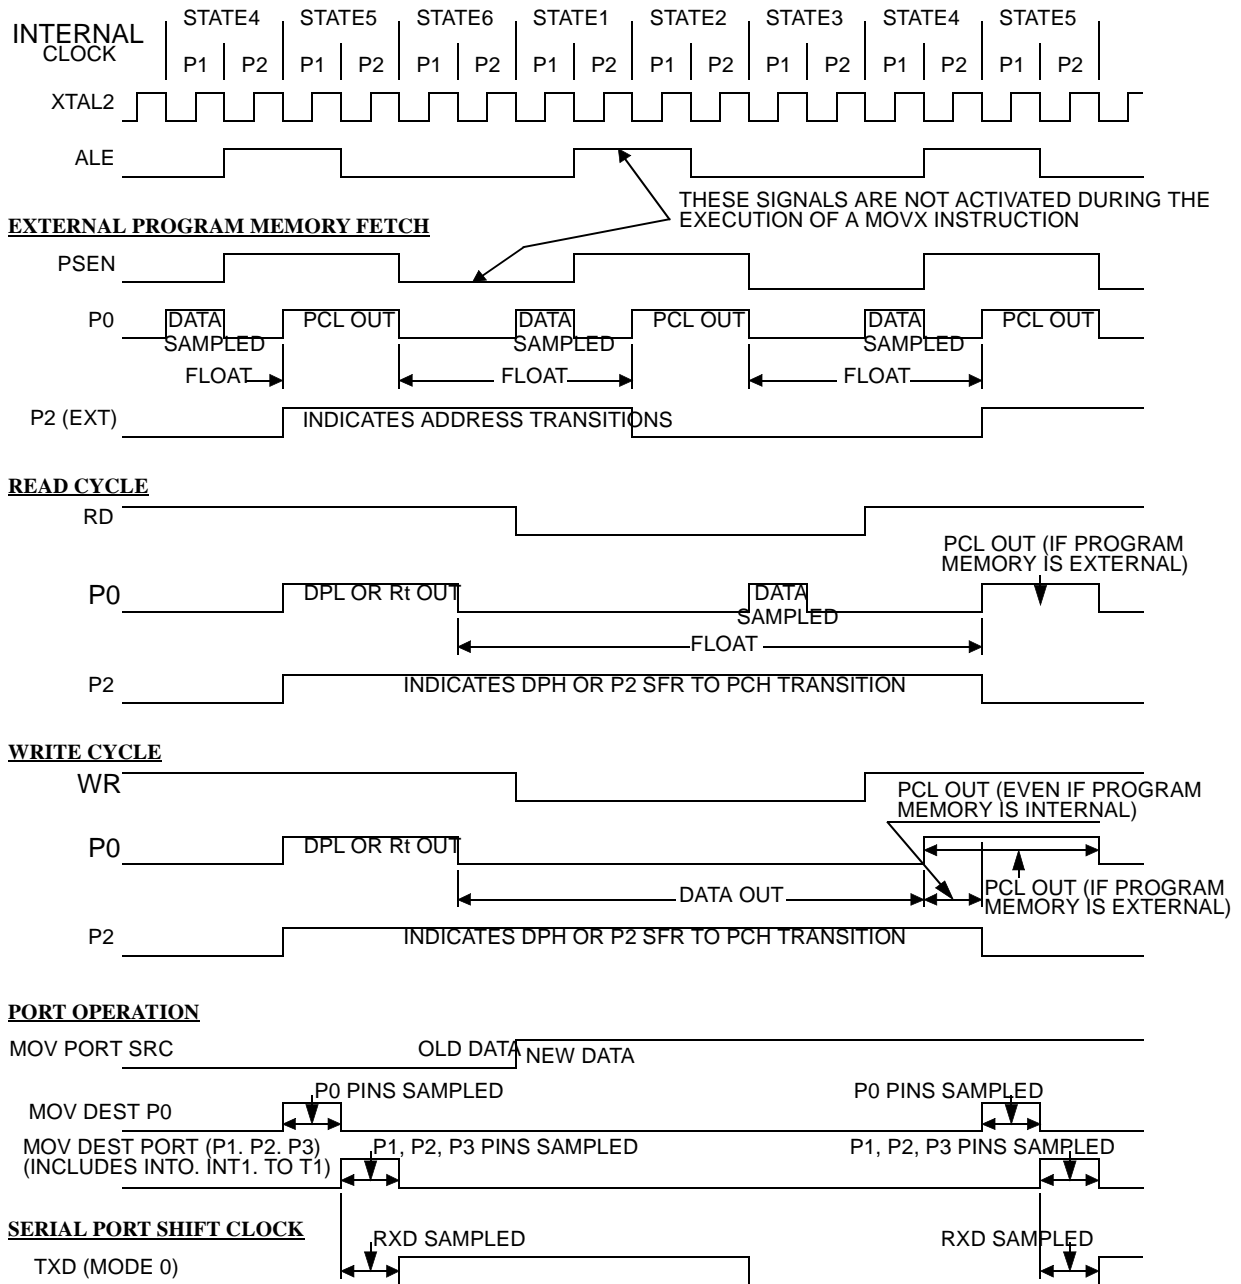 STATE4 STATE5 STATE6 STATE1 STATE2 STATE3 STATE4 STATE5
INTERNAL
CLOCK
P1 P2 P1 P2 P1 P2 P1 P2 P1 P2 P1 P2 P1 P2 P1 P2
XTAL2
ALE
THESE SIGNALS ARE NOT ACTIVATED DURING THE
EXECUTION OF A MOVX INSTRUCTION
EXTERNAL PROGRAM MEMORY FETCH
PSEN
P0 DATA PCL OUT DATA PCL OUT DATA PCL OUT
SAMPLED SAMPLED SAMPLED
FLOAT FLOAT FLOAT
P2 (EXT) INDICATES ADDRESS TRANSITIONS
READ CYCLE
RD
PCL OUT (IF PROGRAM
MEMORY IS EXTERNAL)
P0 DPL OR Rt OUT DATA
SAMPLED
FLOAT
P2 INDICATES DPH OR P2 SFR TO PCH TRANSITION
WRITE CYCLE
WR
PCL OUT (EVEN IF PROGRAM
MEMORY IS INTERNAL)
P0 DPL OR Rt OUT
DATA OUT
PCL OUT (IF PROGRAM
MEMORY IS EXTERNAL)
P2 INDICATES DPH OR P2 SFR TO PCH TRANSITION
PORT OPERATION
MOV PORT SRC OLD DATA NEW DATA
P0 PINS SAMPLED P0 PINS SAMPLED
MOV DEST P0
MOV DEST PORT (P1. P2. P3) P1, P2, P3 PINS SAMPLED P1, P2, P3 PINS SAMPLED
(INCLUDES INTO. INT1. TO T1)
SERIAL PORT SHIFT CLOCK
RXD SAMPLED RXD SAMPLED
TXD (MODE 0)